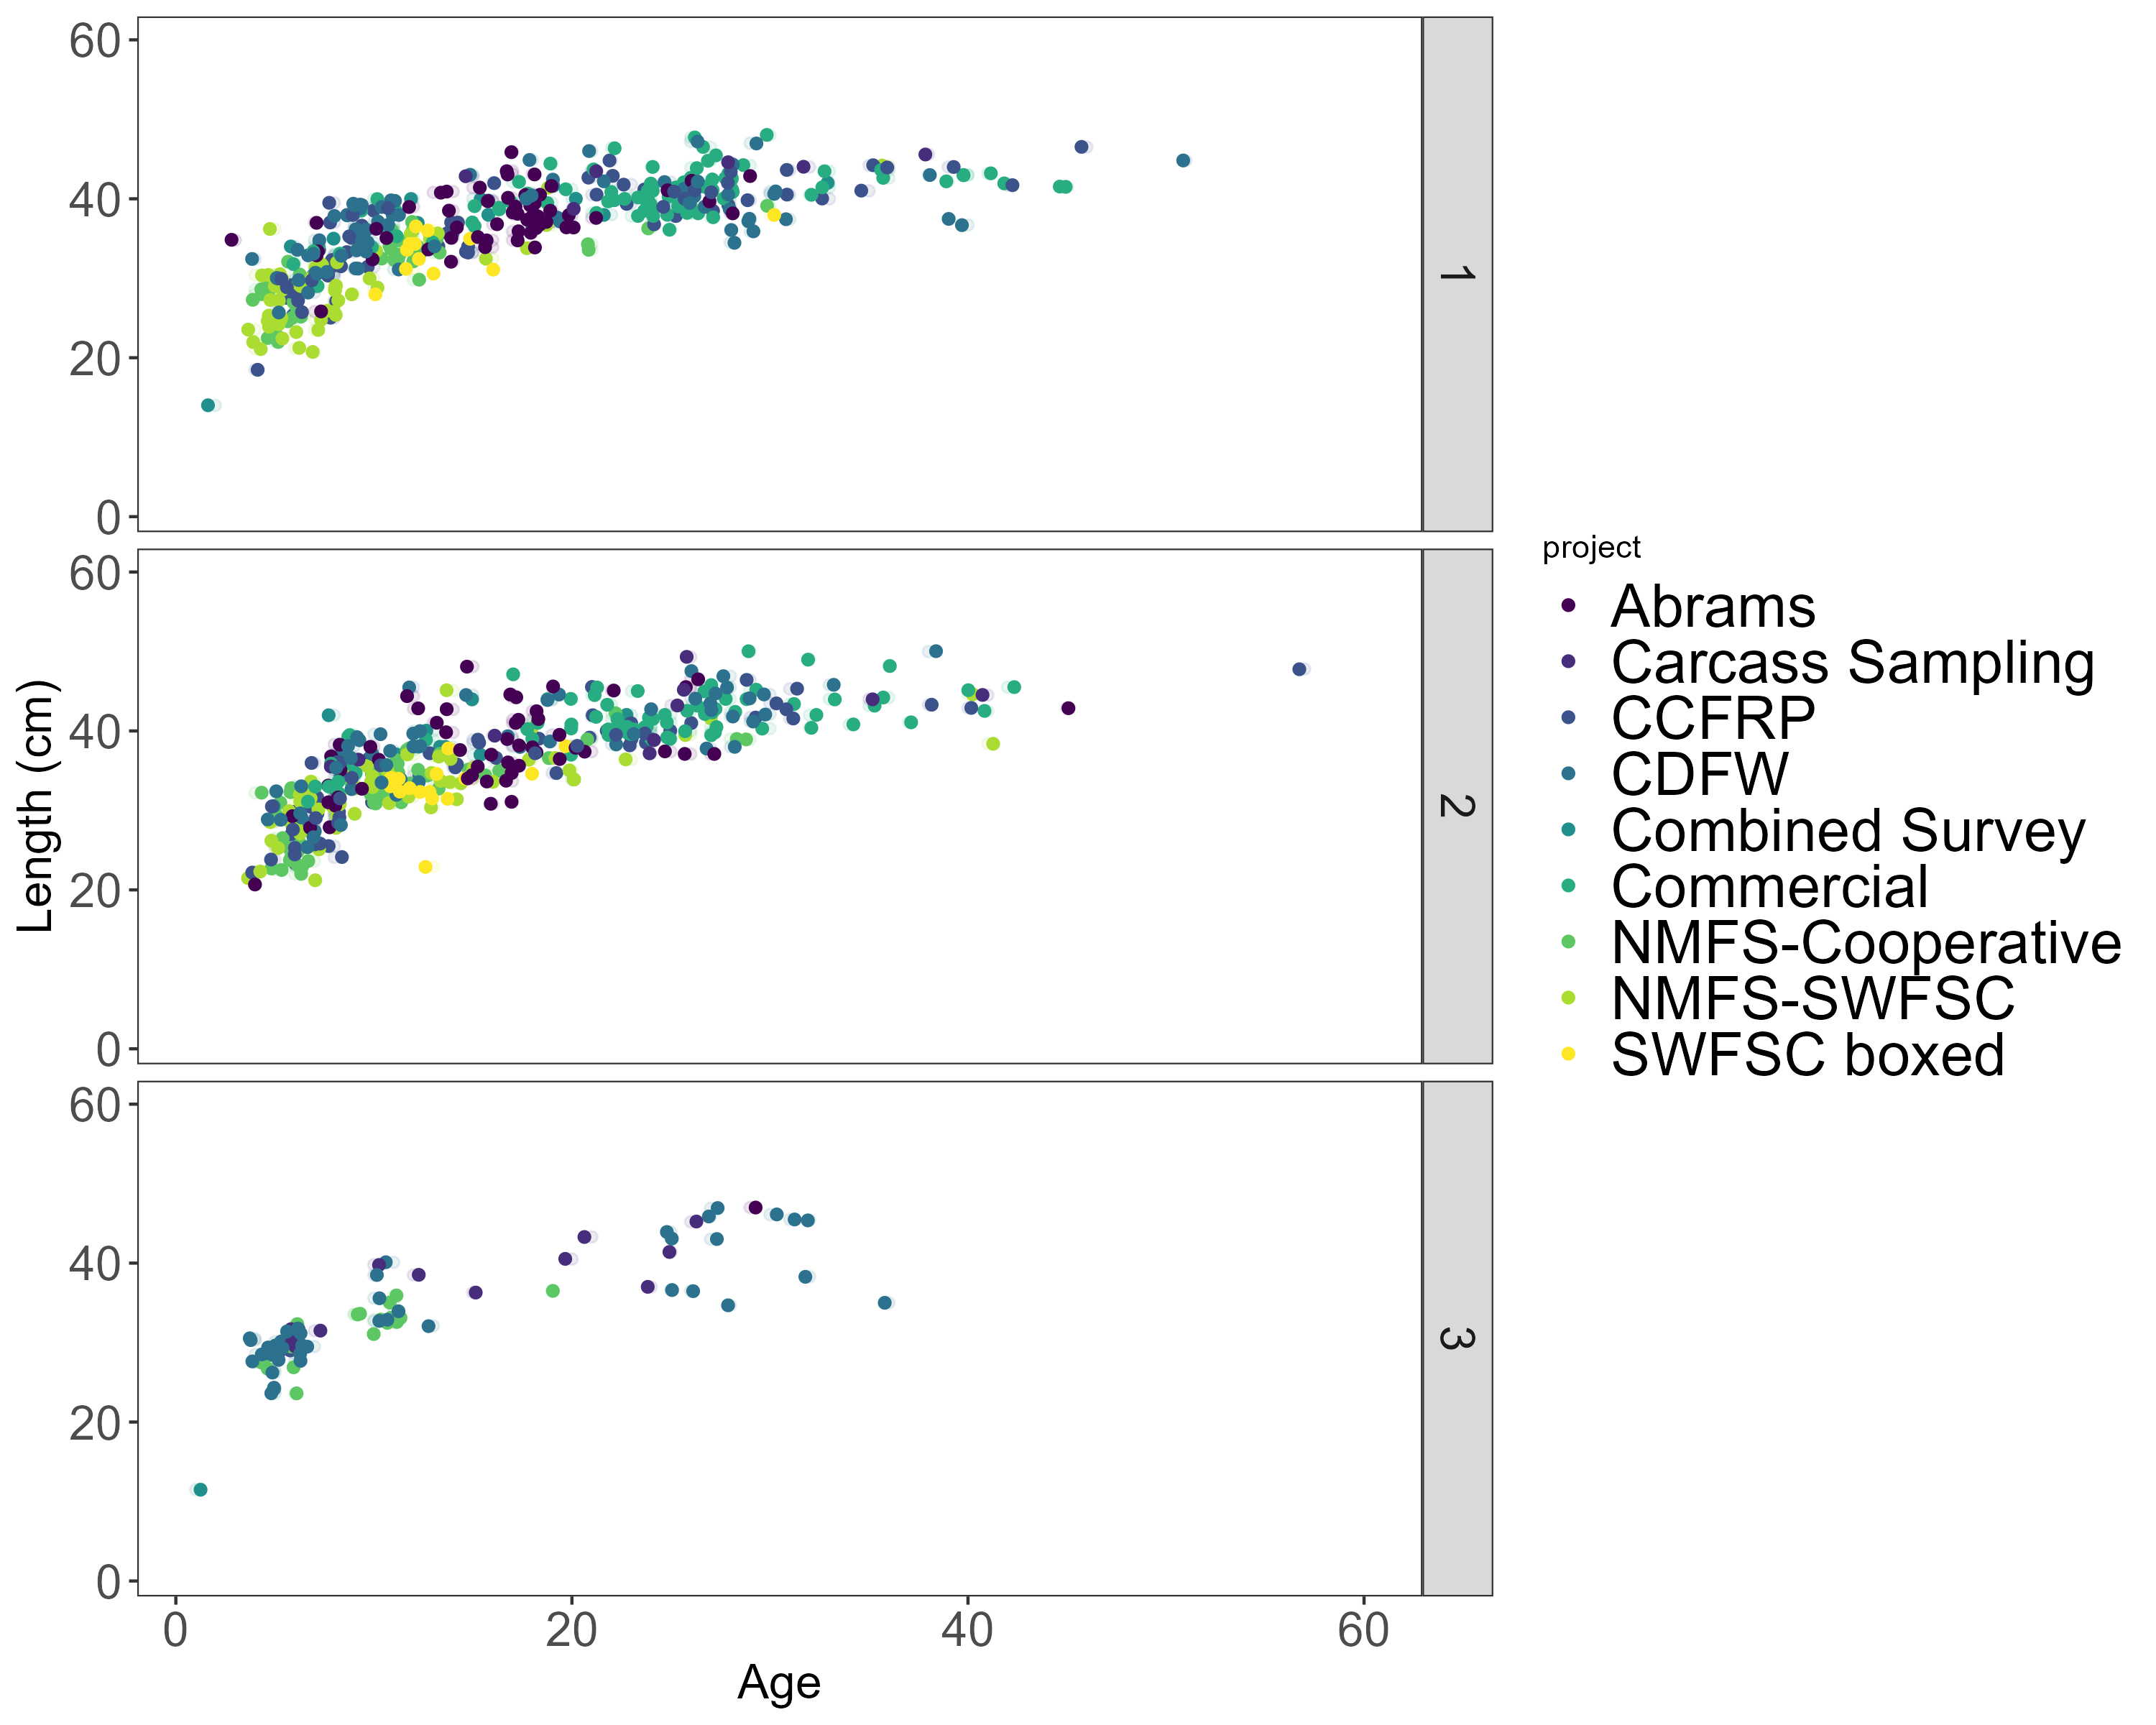 60
40
20
0
1
60
40
20
0
2
60
40
20
0
3
0 20 40 60
Age
Length (cm)
project
Abrams
Carcass Sampling
CCFRP
CDFW
Combined Survey
Commercial
NMFS-Cooperative
NMFS-SWFSC
SWFSC boxed